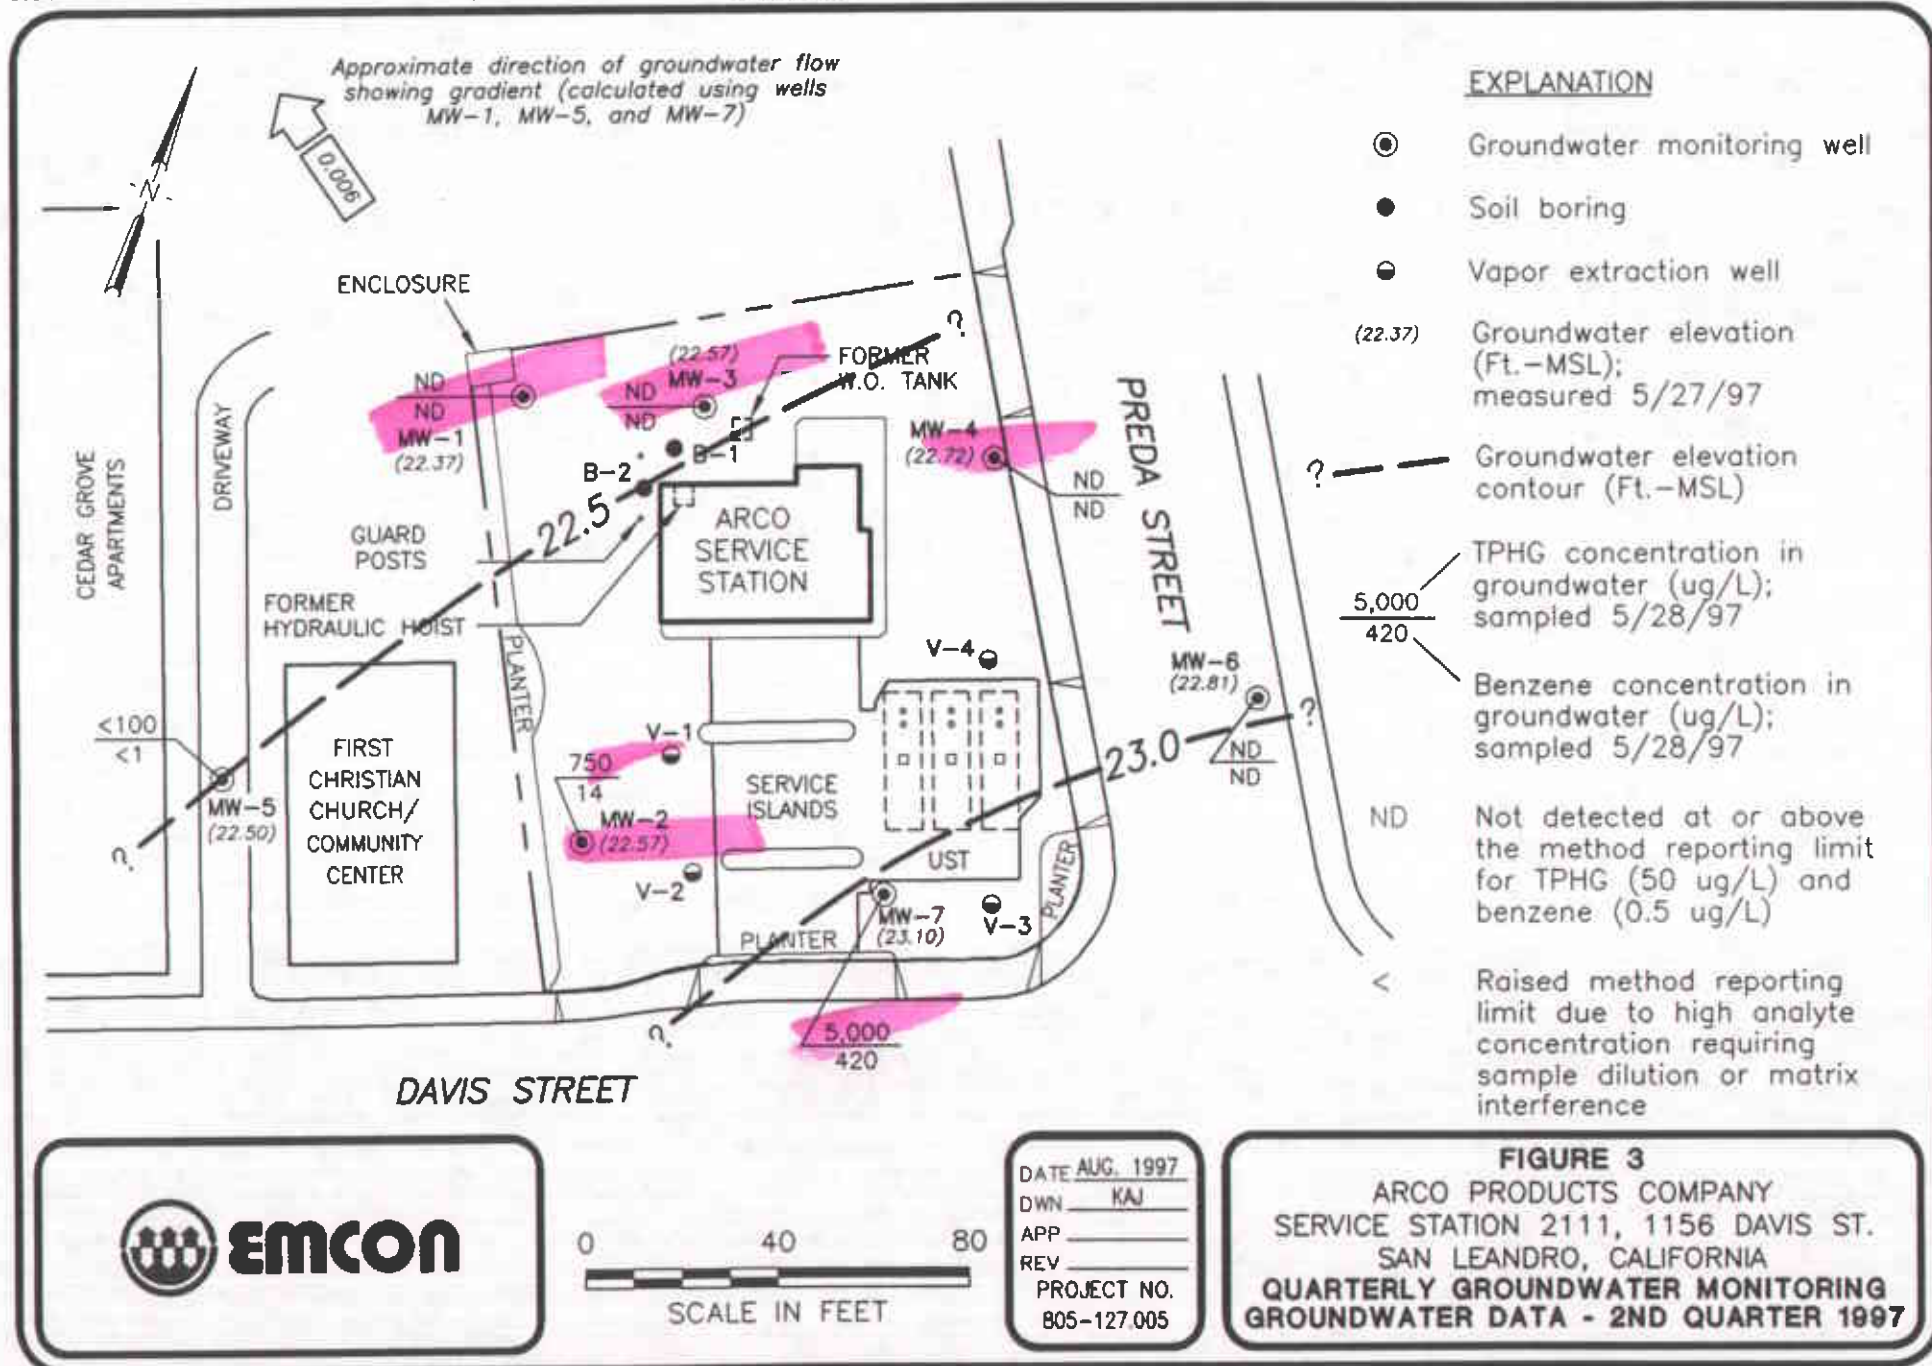 Approximate direction of groundwater flow
showing gradient (calculated using wells
MW-1, MW-5, and MW-7)
0.006
N
ENCLOSURE
(22.57)
MW-3
ND
ND
FORMER
W.O. TANK
?
ND
ND
MW-1
(22.37)
MW-4
(22.72)
ND
ND
B-1
B-2
22.5
GUARD
POSTS
ARCO
SERVICE
STATION
CEDAR GROVE
APARTMENTS
DRIVEWAY
FORMER
HYDRAULIC HOIST
PLANTER
PREDA STREET
V-4
MW-6
(22.81)
ND
ND
?
23.0
<100
<1
MW-5
(22.50)
?
FIRST
CHRISTIAN
CHURCH/
COMMUNITY
CENTER
V-1
750
14
MW-2
(22.57)
V-2
SERVICE
ISLANDS
UST
MW-7
(23.10)
V-3
PLANTER
PLANTER
?
5,000
420
DAVIS STREET
EXPLANATION
Groundwater monitoring well
Soil boring
Vapor extraction well
(22.37) Groundwater elevation
(Ft.-MSL);
measured 5/27/97
? Groundwater elevation
contour (Ft.-MSL)
5,000
420
TPHG concentration in
groundwater (ug/L);
sampled 5/28/97
Benzene concentration in
groundwater (ug/L);
sampled 5/28/97
ND Not detected at or above
the method reporting limit
for TPHG (50 ug/L) and
benzene (0.5 ug/L)
< Raised method reporting
limit due to high analyte
concentration requiring
sample dilution or matrix
interference
EMCON
0 40 80
SCALE IN FEET
DATE AUG. 1997
DWN KAJ
APP
REV
PROJECT NO.
805-127.005
FIGURE 3
ARCO PRODUCTS COMPANY
SERVICE STATION 2111, 1156 DAVIS ST.
SAN LEANDRO, CALIFORNIA
QUARTERLY GROUNDWATER MONITORING
GROUNDWATER DATA - 2ND QUARTER 1997